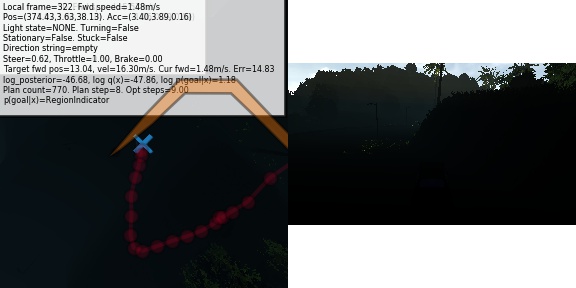 Local frame=322. Fwd speed=1.48m/s
Pos=(374.43,3.63,38.13). Acc=(3.40,3.89,0.16)
Light state=NONE. Turning=False
Stationary=False. Stuck=False
Direction string=empty
Steer=0.62, Throttle=1.00, Brake=0.00
Target fwd pos=13.04, vel=16.30m/s. Cur fwd=1.48m/s. Err=14.83
log_posterior=-46.68, log q(x)=-47.86, log p(goal|x)=1.18
Plan count=770. Plan step=8. Opt steps=9.00
p(goal|x)=RegionIndicator